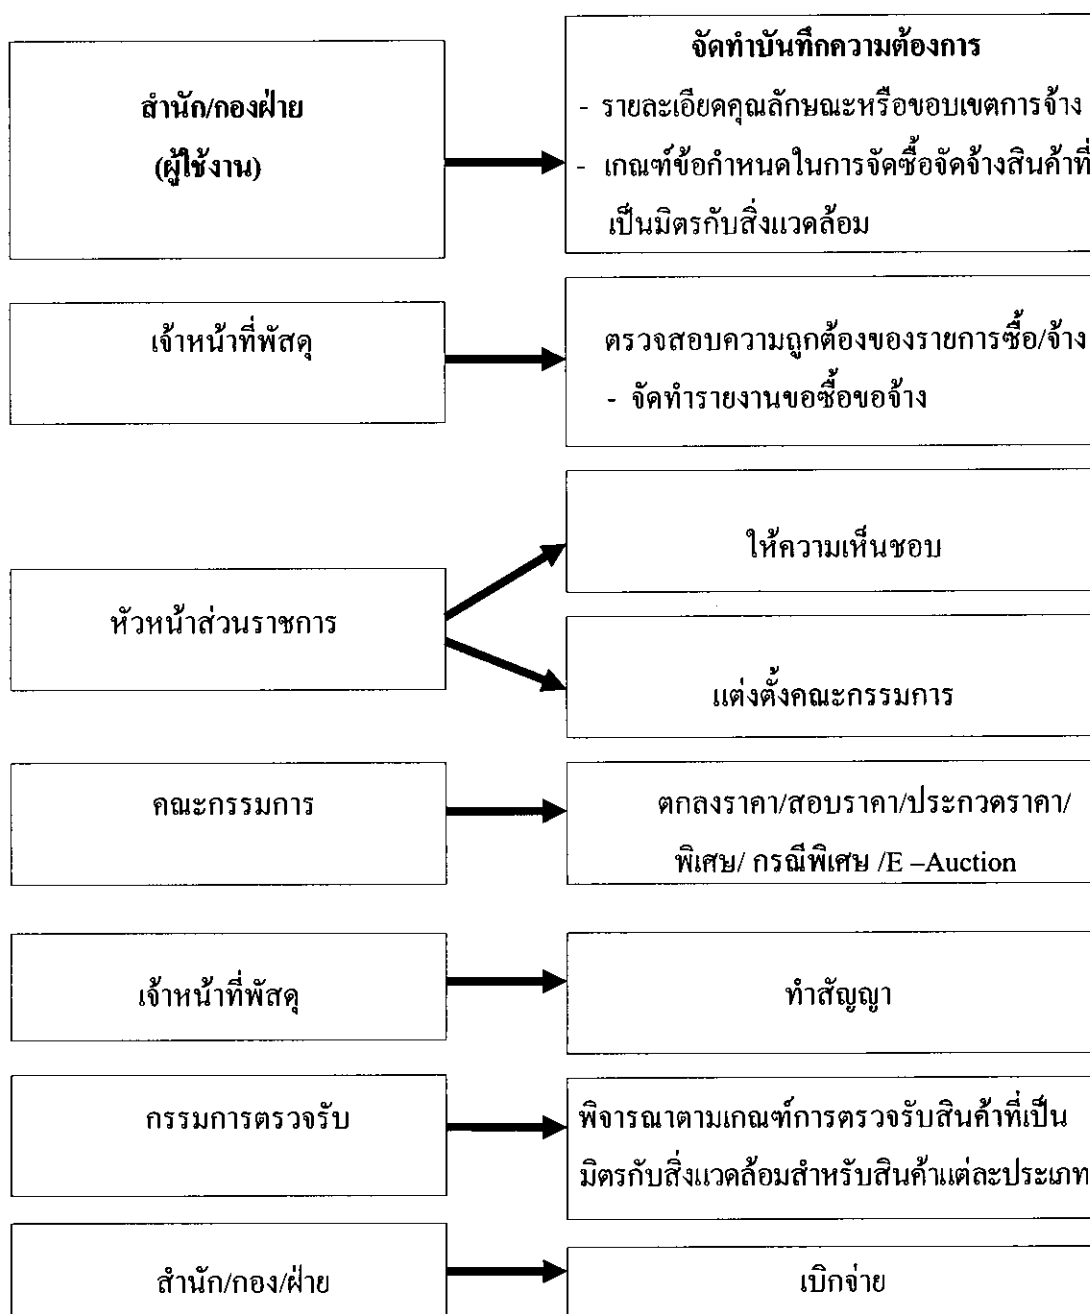 สำนัก/กองฝ่าย
(ผู้ใช้งาน)
จัดทำบันทึกความต้องการ
- รายละเอียดคุณลักษณะหรือขอบเขตการจ้าง
- เกณฑ์ข้อกำหนดในการจัดซื้อจัดจ้างสินค้าที่
เป็นมิตรกับสิ่งแวดล้อม
เจ้าหน้าที่พัสดุ
ตรวจสอบความถูกต้องของรายการซื้อ/จ้าง
- จัดทำรายงานขอซื้อขอจ้าง
หัวหน้าส่วนราชการ
ให้ความเห็นชอบ
แต่งตั้งคณะกรรมการ
คณะกรรมการ
ตกลงราคา/สอบราคา/ประกวดราคา/
พิเศษ/ กรณีพิเศษ /E –Auction
เจ้าหน้าที่พัสดุ
ทำสัญญา
กรรมการตรวจรับ
พิจารณาตามเกณฑ์การตรวจรับสินค้าที่เป็น
มิตรกับสิ่งแวดล้อมสำหรับสินค้าแต่ละประเภท
สำนัก/กอง/ฝ่าย
เบิกจ่าย